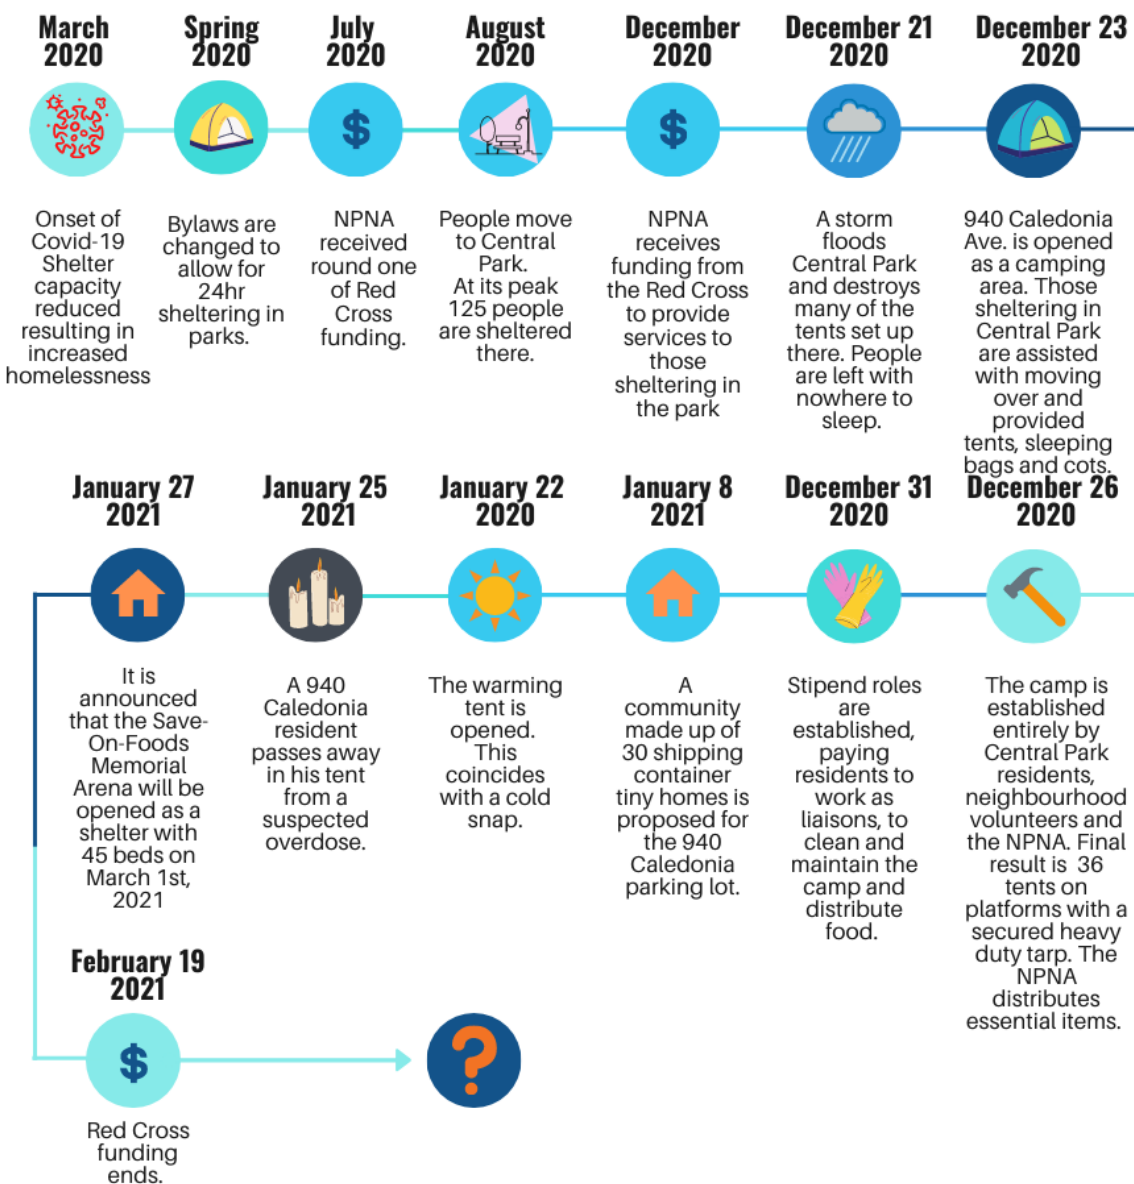 March
2020
Onset of
Covid-19
Shelter
capacity
reduced
resulting in
increased
homelessness
Spring
2020
Bylaws are
changed to
allow for
24hr
sheltering in
parks.
July
2020
$
NPNA
received
round one
of Red
Cross
funding.
August
2020
People move
to Central
Park.
At its peak
125 people
are sheltered
there.
December
2020
$
NPNA
receives
funding from
the Red Cross
to provide
services to
those
sheltering in
the park
December 21
2020
A storm
floods
Central Park
and destroys
many of the
tents set up
there. People
are left with
nowhere to
sleep.
December 23
2020
940 Caledonia
Ave. is opened
as a camping
area. Those
sheltering in
Central Park
are assisted
with moving
over and
provided
tents, sleeping
bags and cots.
December 26
2020
The camp is
established
entirely by
Central Park
residents,
neighbourhood
volunteers and
the NPNA. Final
result is 36
tents on
platforms with a
secured heavy
duty tarp. The
NPNA
distributes
essential items.
December 31
2020
Stipend roles
are
established,
paying
residents to
work as
liaisons, to
clean and
maintain the
camp and
distribute
food.
January 8
2021
A
community
made up of
30 shipping
container
tiny homes is
proposed for
the 940
Caledonia
parking lot.
January 22
2020
The warming
tent is
opened.
This
coincides
with a cold
snap.
January 25
2021
A 940
Caledonia
resident
passes away
in his tent
from a
suspected
overdose.
January 27
2021
It is
announced
that the Save-
On-Foods
Memorial
Arena will be
opened as a
shelter with
45 beds on
March 1st,
2021
February 19
2021
$
Red Cross
funding
ends.
?